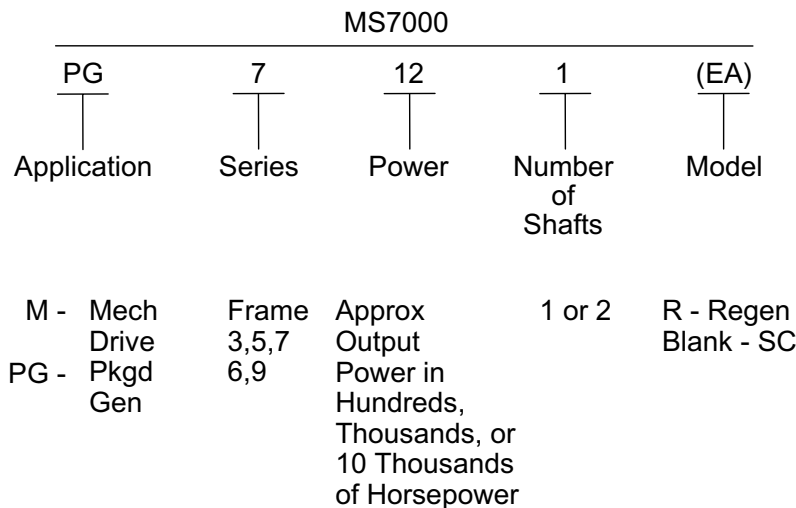 MS7000
PG 7 12 1 (EA)
Application Series Power Number of Shafts Model
M - Mech Drive
PG - Pkgd Gen
Frame 3,5,7 6,9
Approx Output Power in Hundreds, Thousands, or 10 Thousands of Horsepower
1 or 2
R - Regen
Blank - SC